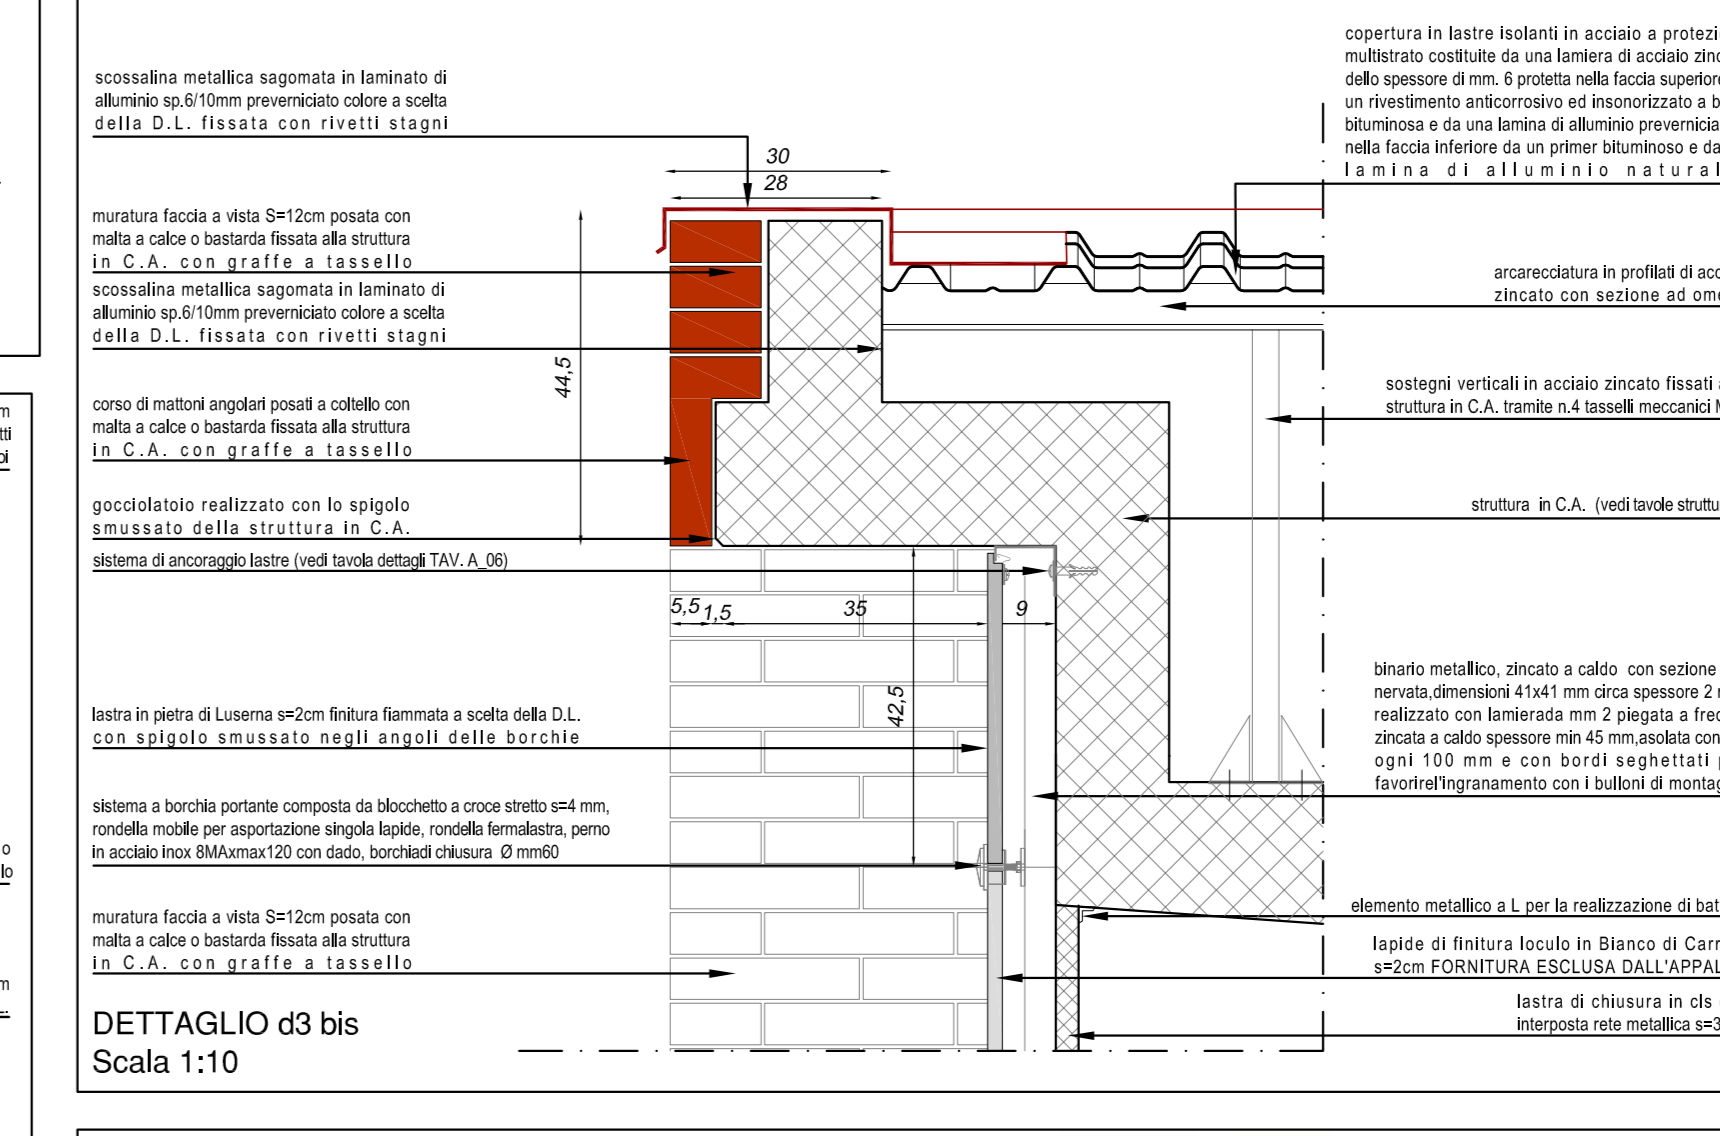 scossalina metallica sagomata in laminato di
alluminio sp.6/10mm preverniciato colore a scelta
della D.L. fissata con rivetti stagni
muratura faccia a vista S=12cm posata con
malta a calce o bastarda fissata alla struttura
in C.A. con graffe a tassello
scossalina metallica sagomata in laminato di
alluminio sp.6/10mm preverniciato colore a scelta
della D.L. fissata con rivetti stagni
corso di mattoni angolari posati a coltello con
malta a calce o bastarda fissata alla struttura
in C.A. con graffe a tassello
gocciolatoio realizzato con lo spigolo
smussato della struttura in C.A.
sistema di ancoraggio lastre (vedi tavola dettagli TAV. A_06)
lastra in pietra di Luserna s=2cm finitura fiammata a scelta della D.L.
con spigolo smussato negli angoli delle borchie
sistema a borchia portante composta da blocchetto a croce stretto s=4 mm,
rondella mobile per asportazione singola lapide, rondella fermalastra, perno
in acciaio inox 8MAxmax120 con dado, borchiadi chiusura Ø mm60
muratura faccia a vista S=12cm posata con
malta a calce o bastarda fissata alla struttura
in C.A. con graffe a tassello
DETTAGLIO d3 bis
Scala 1:10
30
28
44,5
5,5
1,5
35
9
42,5
copertura in lastre isolanti in acciaio a protezi
multistrato costituite da una lamiera di acciaio zinc
dello spessore di mm. 6 protetta nella faccia superiore
un rivestimento anticorrosivo ed insonorizzato a b
bituminosa e da una lamina di alluminio prevernicia
nella faccia inferiore da un primer bituminoso e da
lamina di alluminio natural
arcarecciatura in profilati di acc
zincato con sezione ad ome
sostegni verticali in acciaio zincato fissati a
struttura in C.A. tramite n.4 tasselli meccanici M
struttura in C.A. (vedi tavole struttu
binario metallico, zincato a caldo con sezione
nervata,dimensioni 41x41 mm circa spessore 2 m
realizzato con lamierada mm 2 piegata a fred
zincata a caldo spessore min 45 mm,asolata con
ogni 100 mm e con bordi seghettati p
favorirel'ingranamento con i bulloni di montag
elemento metallico a L per la realizzazione di bat
lapide di finitura loculo in Bianco di Carr
s=2cm FORNITURA ESCLUSA DALL'APPAL
lastra di chiusura in cls
interposta rete metallica s=3
m
tti
oi
o
lo
m